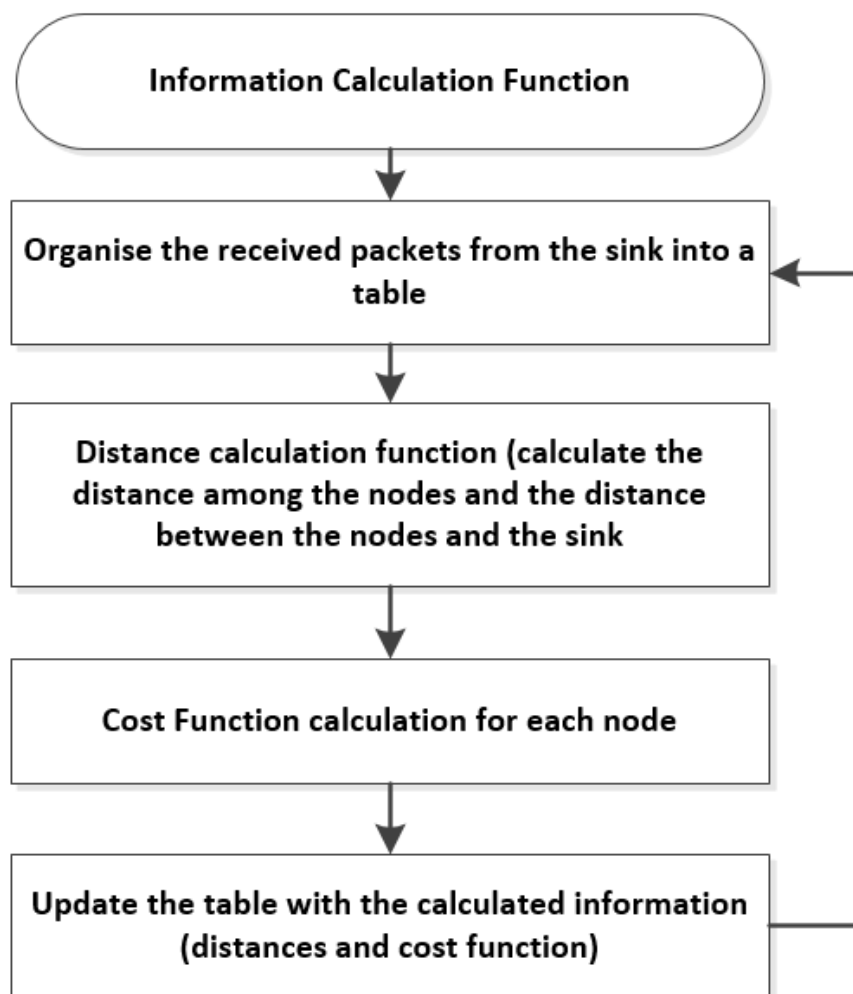 Information Calculation Function
Organise the received packets from the sink into a
table
Distance calculation function (calculate the
distance among the nodes and the distance
between the nodes and the sink
Cost Function calculation for each node
Update the table with the calculated information
(distances and cost function)